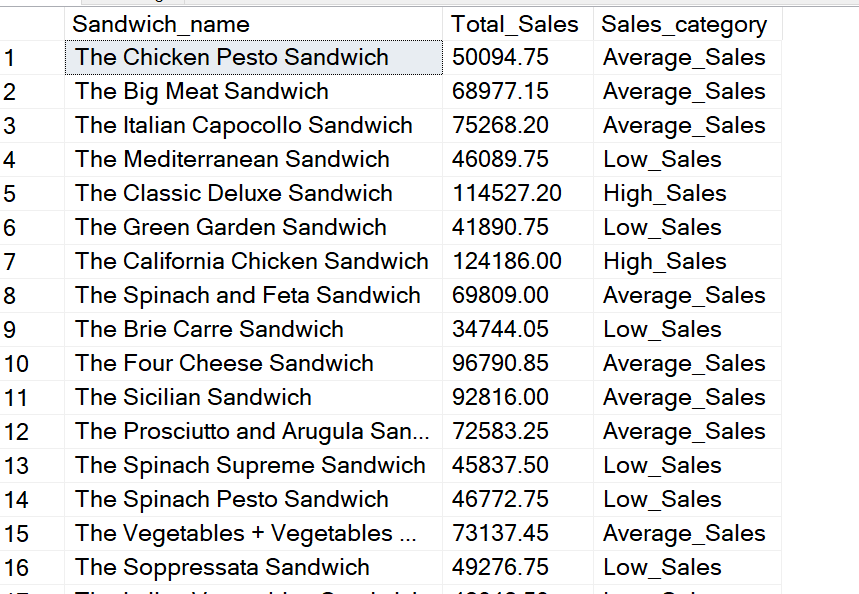 Sandwich_name Total_Sales Sales_category
1 The Chicken Pesto Sandwich 50094.75 Average_Sales
2 The Big Meat Sandwich 68977.15 Average_Sales
3 The Italian Capocollo Sandwich 75268.20 Average_Sales
4 The Mediterranean Sandwich 46089.75 Low_Sales
5 The Classic Deluxe Sandwich 114527.20 High_Sales
6 The Green Garden Sandwich 41890.75 Low_Sales
7 The California Chicken Sandwich 124186.00 High_Sales
8 The Spinach and Feta Sandwich 69809.00 Average_Sales
9 The Brie Carre Sandwich 34744.05 Low_Sales
10 The Four Cheese Sandwich 96790.85 Average_Sales
11 The Sicilian Sandwich 92816.00 Average_Sales
12 The Prosciutto and Arugula San... 72583.25 Average_Sales
13 The Spinach Supreme Sandwich 45837.50 Low_Sales
14 The Spinach Pesto Sandwich 46772.75 Low_Sales
15 The Vegetables + Vegetables ... 73137.45 Average_Sales
16 The Soppressata Sandwich 49276.75 Low_Sales